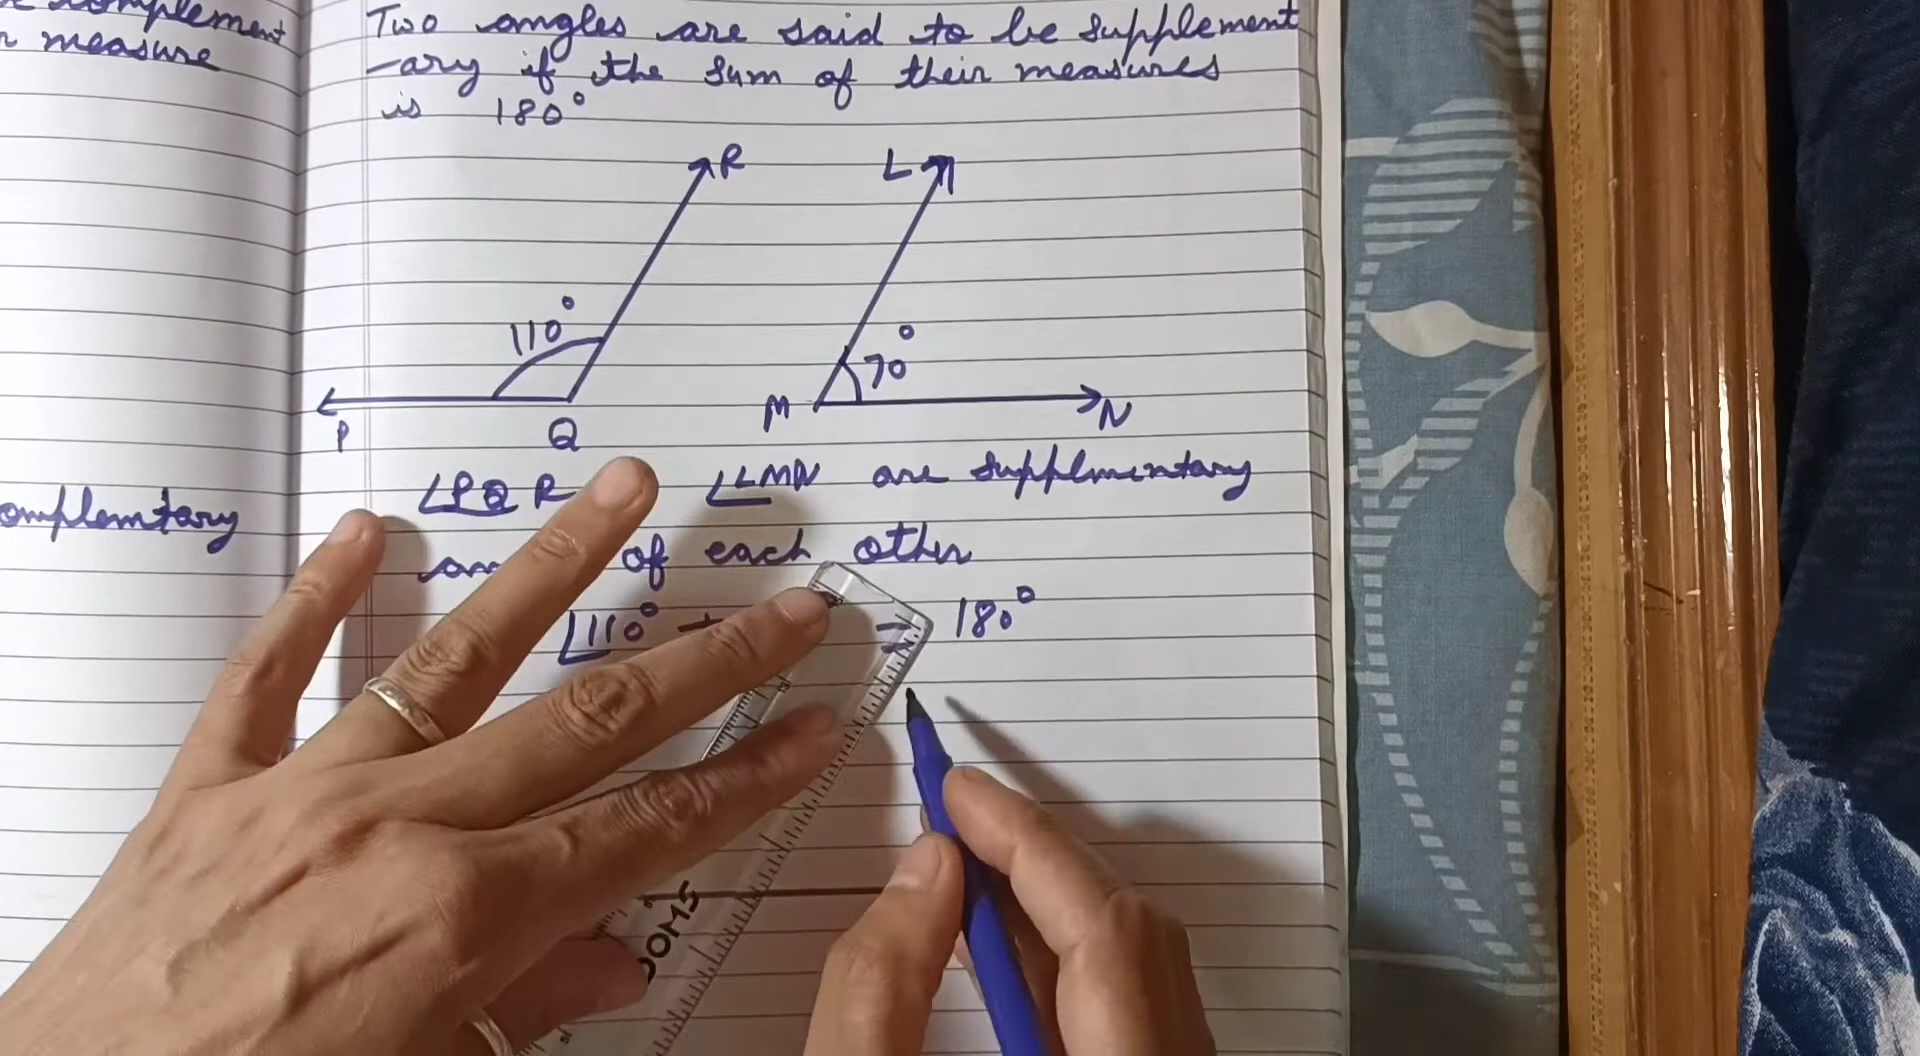 complement
measure
Two angles are said to be supplement
-ary if the sum of their measures
is 180°
R
L
110°
70°
P
Q
M
N
∠PQR ∠LMN are supplmentary
of each other
omplemtary
∠110° 180°
DOMS